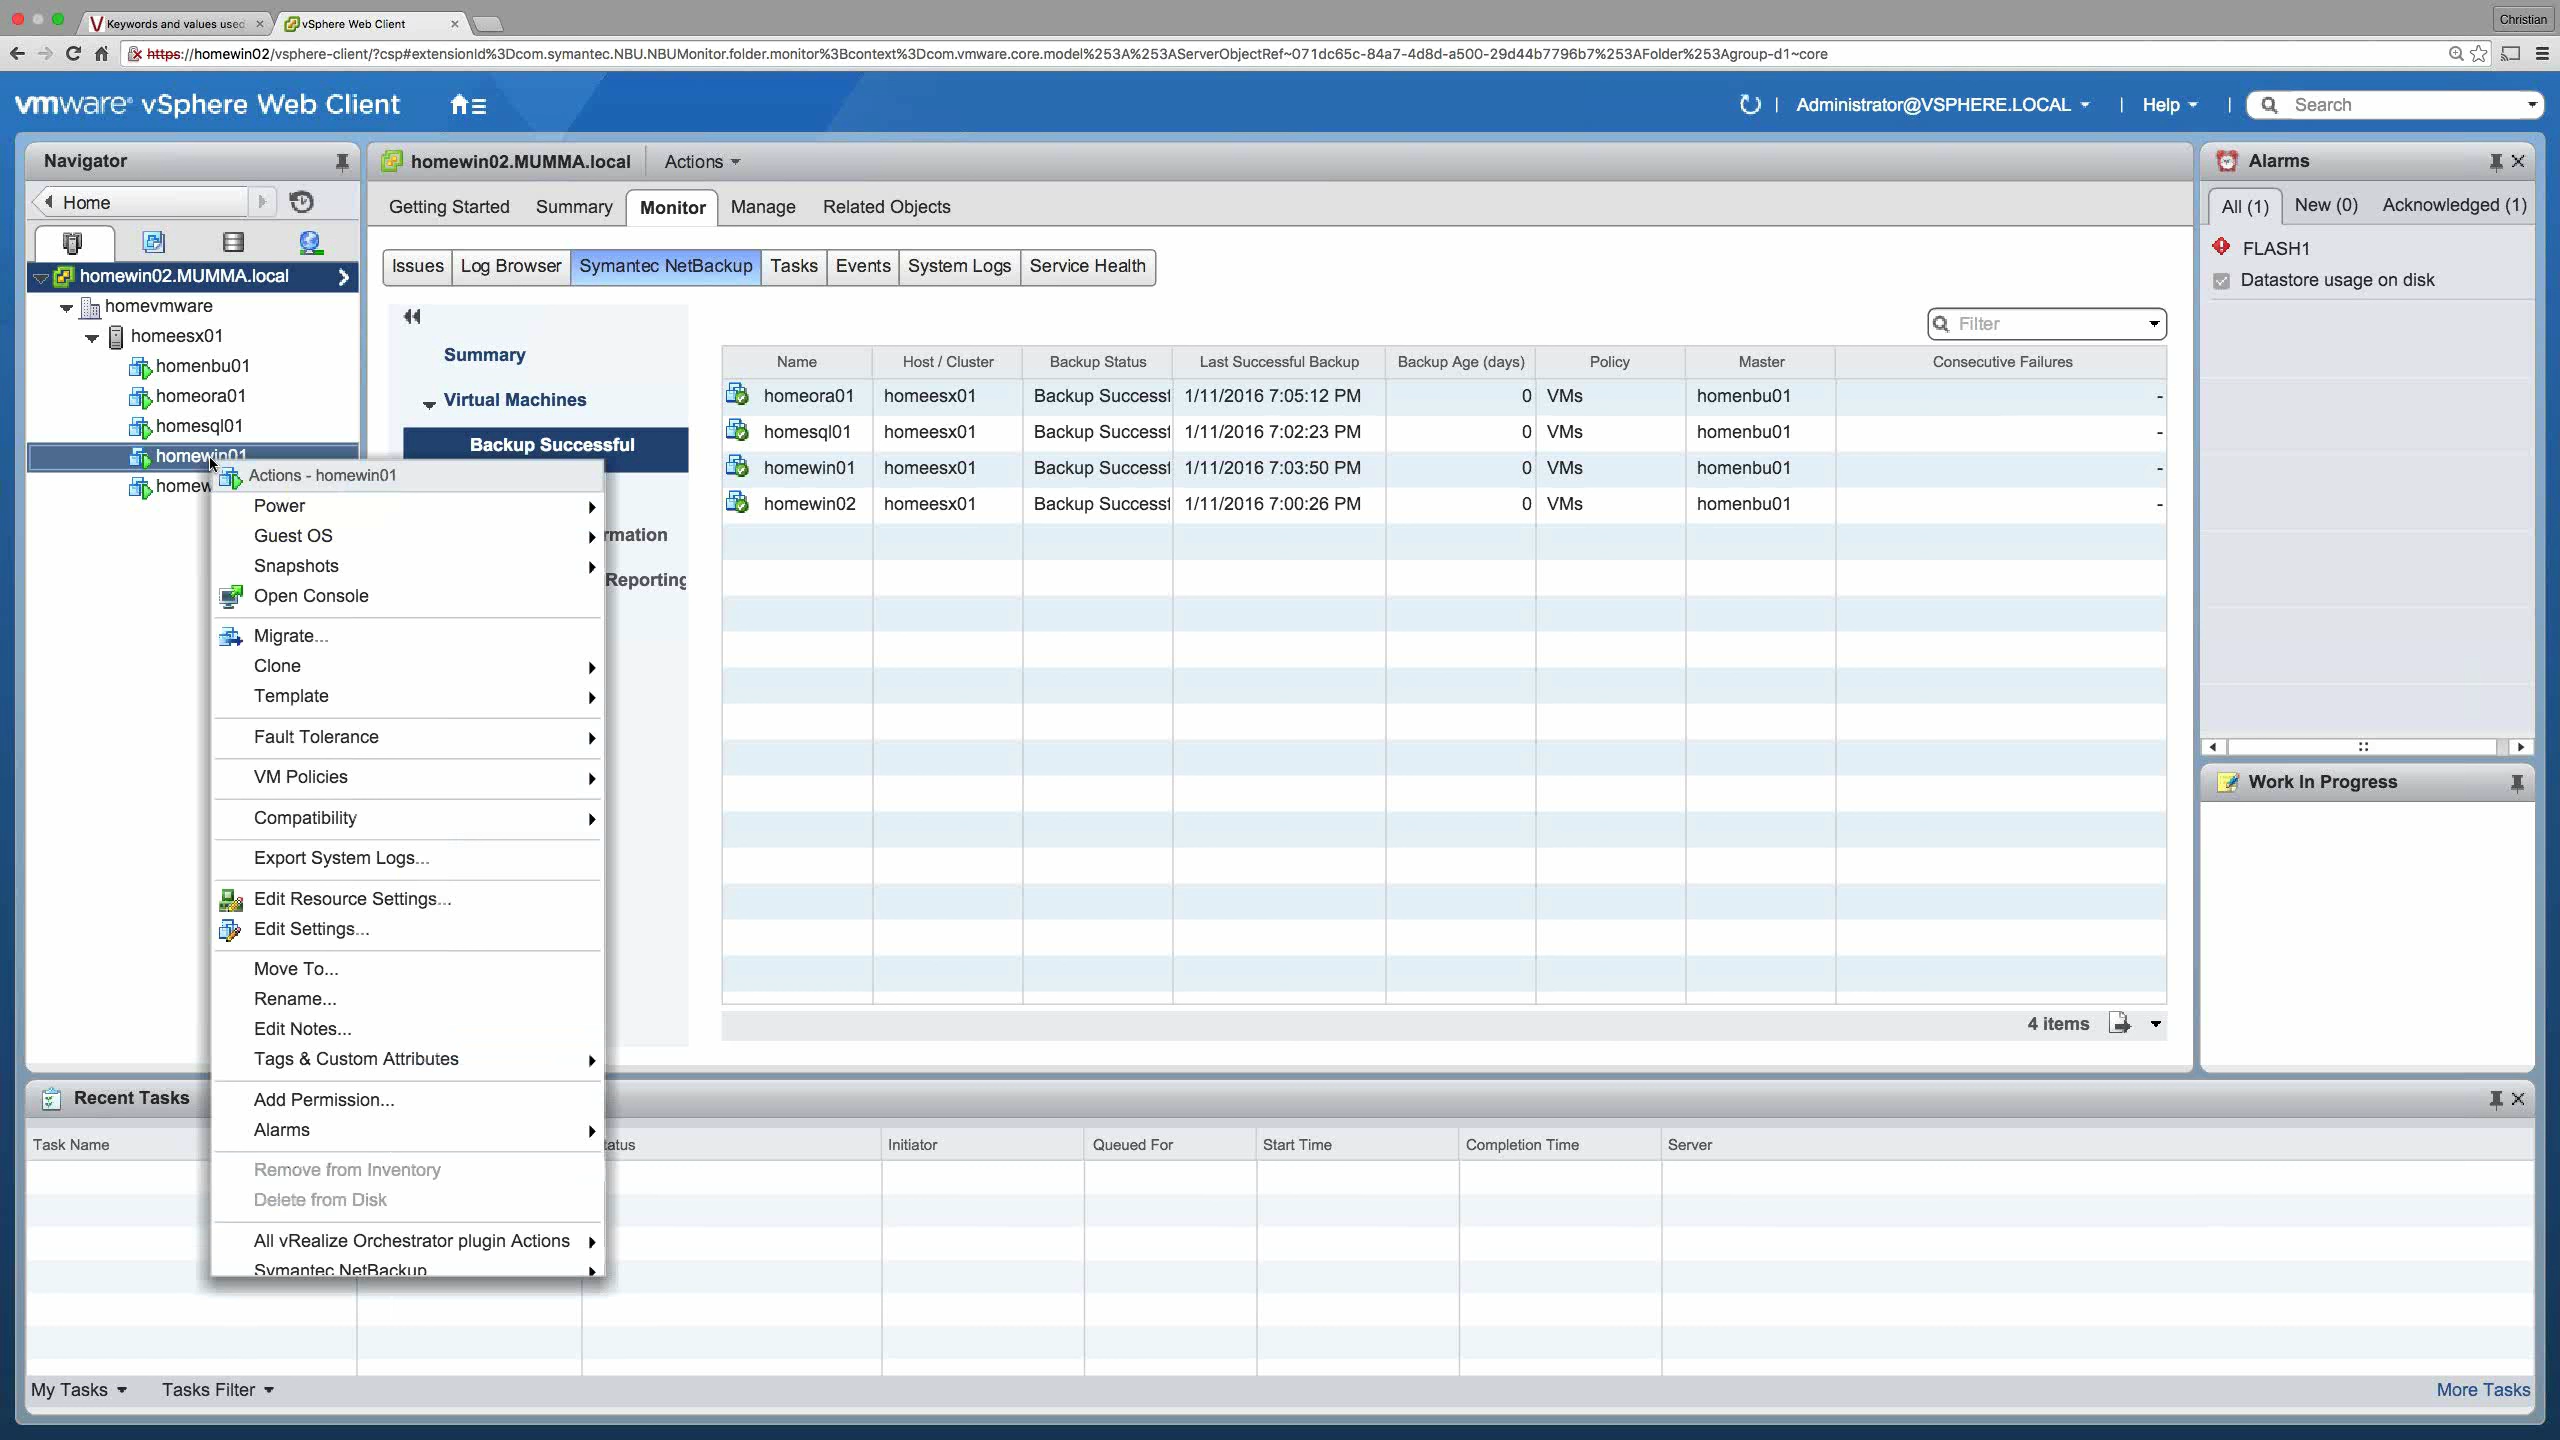 Keywords and values used
vSphere Web Client
Christian
https://homewin02/vsphere-client/?csp#extensionId%3Dcom.symantec.NBU.NBUMonitor.folder.monitor%3Bcontext%3Dcom.vmware.core.model%253A%253AServerObjectRef~071dc65c-84a7-4d8d-a500-29d44b7796b7%253AFolder%253Agroup-d1~core
vmware® vSphere Web Client
Administrator@VSPHERE.LOCAL
Help
Search
Navigator
Home
homewin02.MUMMA.local
homevmware
homeesx01
homenbu01
homeora01
homesql01
homewin01
homew
homewin02.MUMMA.local
Actions
Getting Started Summary Monitor Manage Related Objects
Issues Log Browser Symantec NetBackup Tasks Events System Logs Service Health
Summary
Virtual Machines
Backup Successful
rmation
Reporting
Filter
Name Host / Cluster Backup Status Last Successful Backup Backup Age (days) Policy Master Consecutive Failures
homeora01 homeesx01 Backup Success 1/11/2016 7:05:12 PM 0 VMs homenbu01 -
homesql01 homeesx01 Backup Success 1/11/2016 7:02:23 PM 0 VMs homenbu01 -
homewin01 homeesx01 Backup Success 1/11/2016 7:03:50 PM 0 VMs homenbu01 -
homewin02 homeesx01 Backup Success 1/11/2016 7:00:26 PM 0 VMs homenbu01 -
4 items
Actions - homewin01
Power
Guest OS
Snapshots
Open Console
Migrate...
Clone
Template
Fault Tolerance
VM Policies
Compatibility
Export System Logs...
Edit Resource Settings...
Edit Settings...
Move To...
Rename...
Edit Notes...
Tags & Custom Attributes
Add Permission...
Alarms
Remove from Inventory
Delete from Disk
All vRealize Orchestrator plugin Actions
Symantec NetBackup
Alarms
All (1) New (0) Acknowledged (1)
FLASH1
Datastore usage on disk
Work In Progress
Recent Tasks
Task Name tatus Initiator Queued For Start Time Completion Time Server
My Tasks Tasks Filter More Tasks